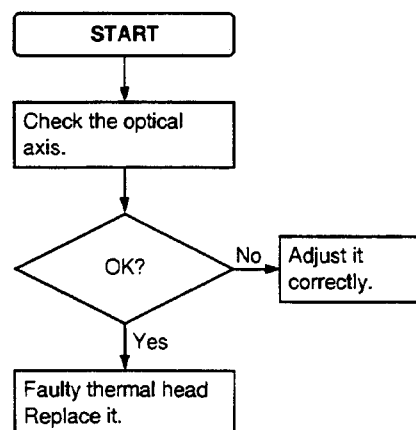 START
Check the optical
axis.
OK?
No
Adjust it
correctly.
Yes
Faulty thermal head
Replace it.